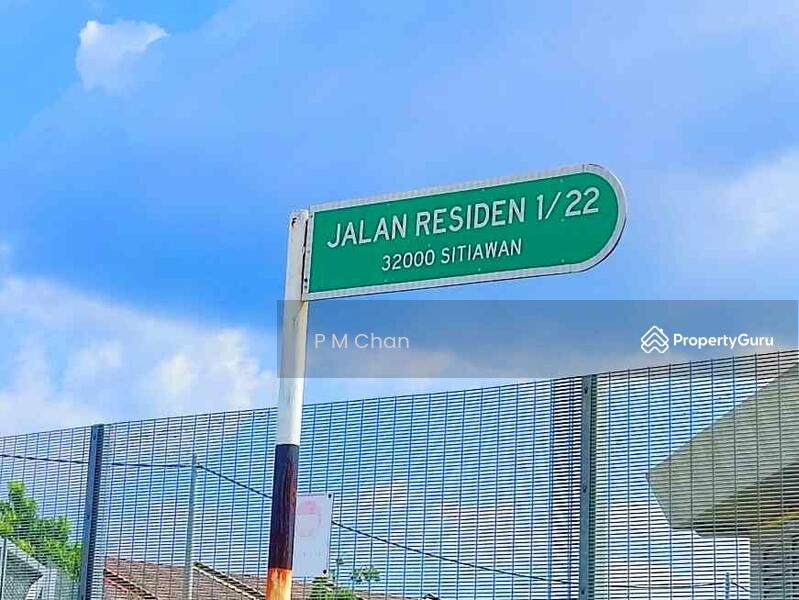 JALAN RESIDEN 1/22
32000 SITIAWAN
P M Chan
PropertyGuru